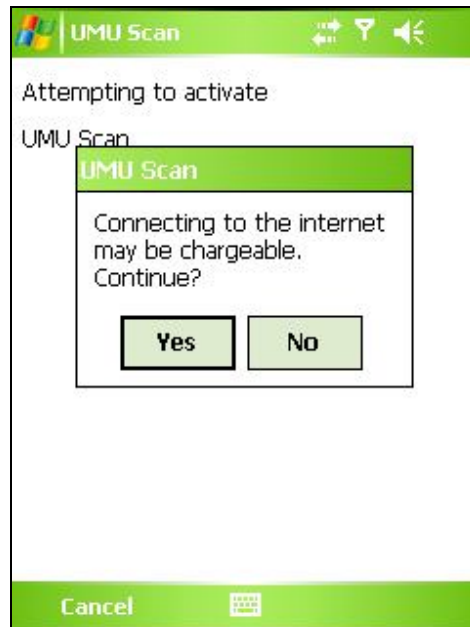 UMU Scan
Attempting to activate
UMU Scan
UMU Scan
Connecting to the internet
may be chargeable.
Continue?
Yes No
Cancel